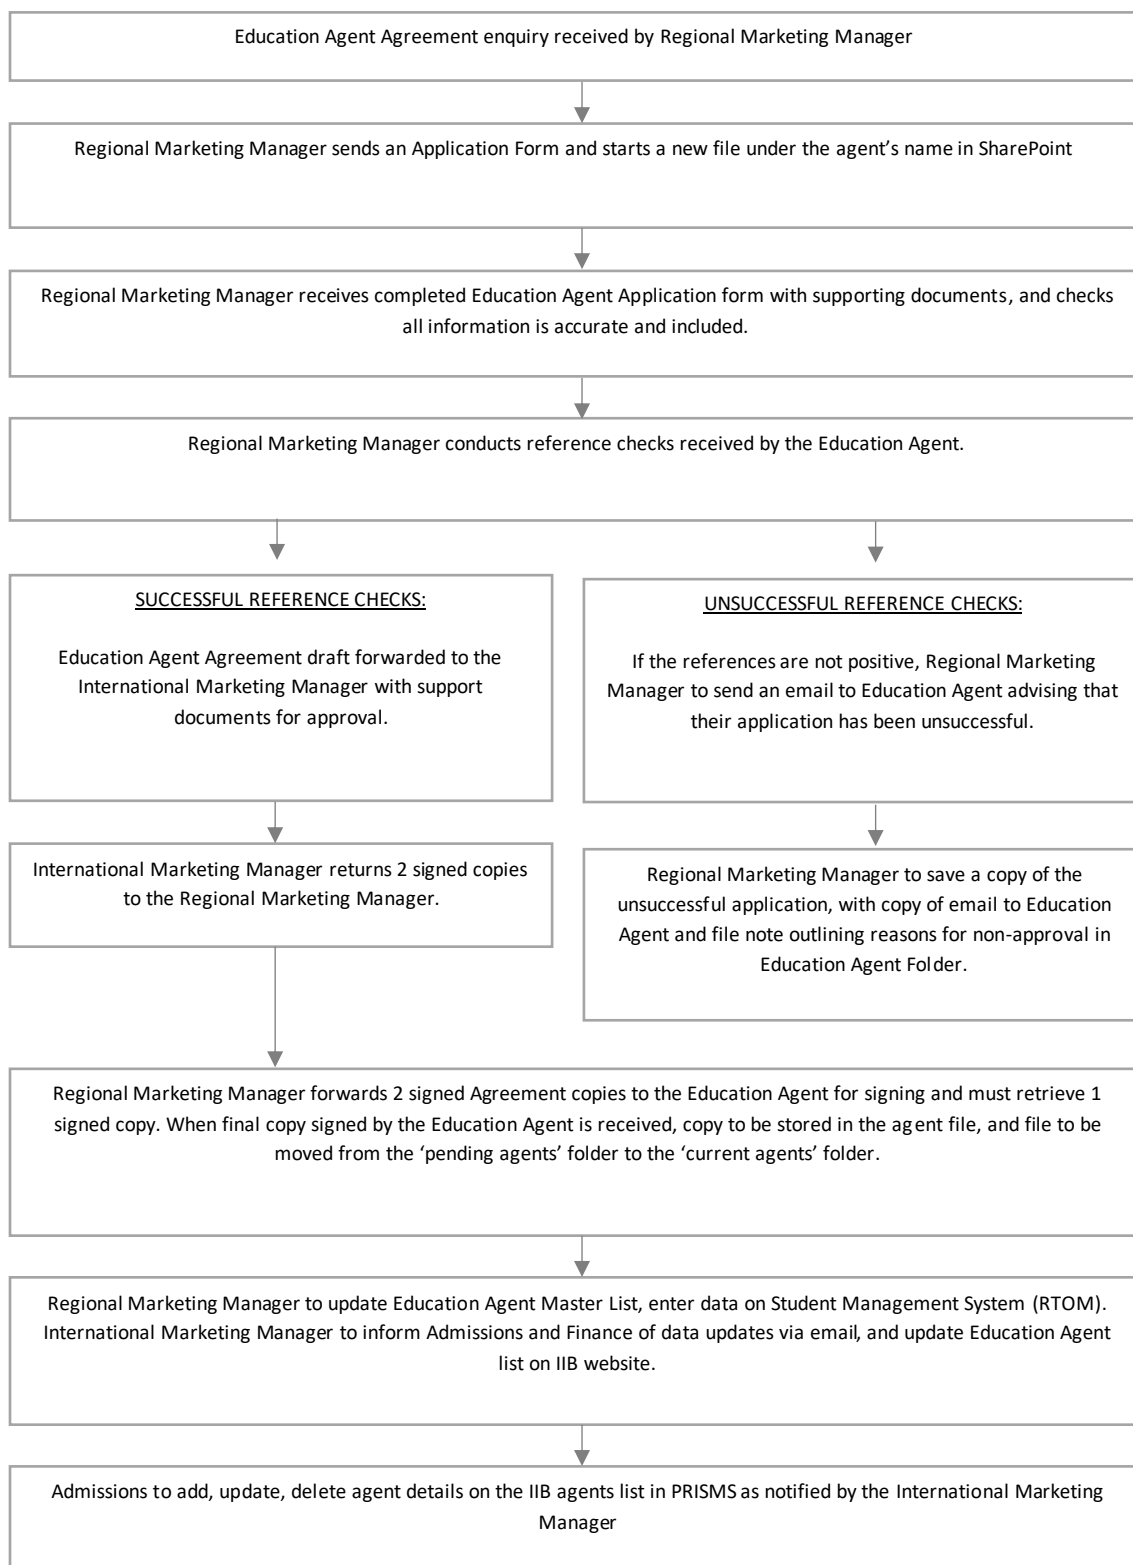 Education Agent Agreement enquiry received by Regional Marketing Manager
Regional Marketing Manager sends an Application Form and starts a new file under the agent’s name in SharePoint
Regional Marketing Manager receives completed Education Agent Application form with supporting documents, and checks
all information is accurate and included.
Regional Marketing Manager conducts reference checks received by the Education Agent.
SUCCESSFUL REFERENCE CHECKS:
Education Agent Agreement draft forwarded to the
International Marketing Manager with support
documents for approval.
International Marketing Manager returns 2 signed copies
to the Regional Marketing Manager.
UNSUCCESSFUL REFERENCE CHECKS:
If the references are not positive, Regional Marketing
Manager to send an email to Education Agent advising that
their application has been unsuccessful.
Regional Marketing Manager to save a copy of the
unsuccessful application, with copy of email to Education
Agent and file note outlining reasons for non-approval in
Education Agent Folder.
Regional Marketing Manager forwards 2 signed Agreement copies to the Education Agent for signing and must retrieve 1
signed copy. When final copy signed by the Education Agent is received, copy to be stored in the agent file, and file to be
moved from the ‘pending agents’ folder to the ‘current agents’ folder.
Regional Marketing Manager to update Education Agent Master List, enter data on Student Management System (RTOM).
International Marketing Manager to inform Admissions and Finance of data updates via email, and update Education Agent
list on IIB website.
Admissions to add, update, delete agent details on the IIB agents list in PRISMS as notified by the International Marketing
Manager